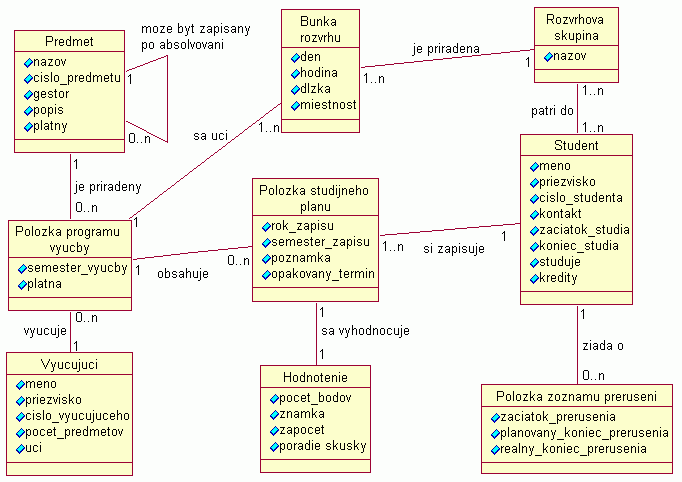 Predmet
nazov
cislo_predmetu
gestor
popis
platny
moze byt zapisany
po absolvovani
1
0..n
Bunka
rozvrhu
den
hodina
dlzka
miestnost
je priradena
1..n
1
Rozvrhova
skupina
nazov
1..n
patri do
1..n
sa uci
1..n
1
1
je priradeny
0..n
Student
meno
priezvisko
cislo_studenta
kontakt
zaciatok_studia
koniec_studia
studuje
kredity
Polozka studijneho
planu
rok_zapisu
semester_zapisu
poznamka
opakovany_termin
1..n
si zapisuje
1
Polozka programu
vyucby
semester_vyucby
platna
1
obsahuje
0..n
0..n
vyucuje
1
1
sa vyhodnocuje
1
1
ziada o
0..n
Vyucujuci
meno
priezvisko
cislo_vyucujuceho
pocet_predmetov
uci
Hodnotenie
pocet_bodov
znamka
zapocet
poradie skusky
Polozka zoznamu preruseni
zaciatok_prerusenia
planovany_koniec_prerusenia
realny_koniec_prerusenia